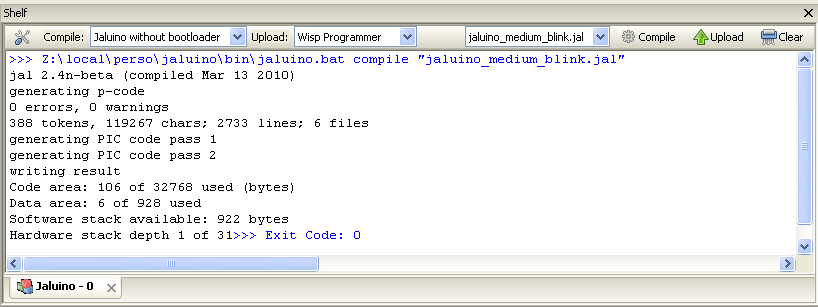 Shelf
Compile: Jaluino without bootloader Upload: Wisp Programmer jaluino_medium_blink.jal Compile Upload Clear
>>> Z:\local\perso\jaluino\bin\jaluino.bat compile "jaluino_medium_blink.jal"
jal 2.4n-beta (compiled Mar 13 2010)
generating p-code
0 errors, 0 warnings
388 tokens, 119267 chars; 2733 lines; 6 files
generating PIC code pass 1
generating PIC code pass 2
writing result
Code area: 106 of 32768 used (bytes)
Data area: 6 of 928 used
Software stack available: 922 bytes
Hardware stack depth 1 of 31>>> Exit Code: 0
Jaluino - 0